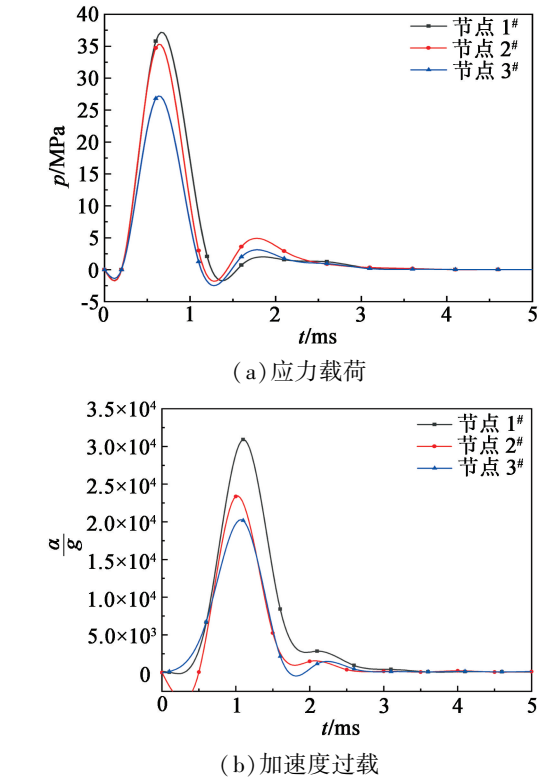 40
35
30
25
20
15
10
5
0
-5
p/MPa
节点 1#
节点 2#
节点 3#
0 1 2 3 4 5
t/ms
(a)应力载荷
3.5×10⁴
3.0×10⁴
2.5×10⁴
2.0×10⁴
1.5×10⁴
1.0×10⁴
5.0×10³
0
a/g
节点 1#
节点 2#
节点 3#
0 1 2 3 4 5
t/ms
(b)加速度过载